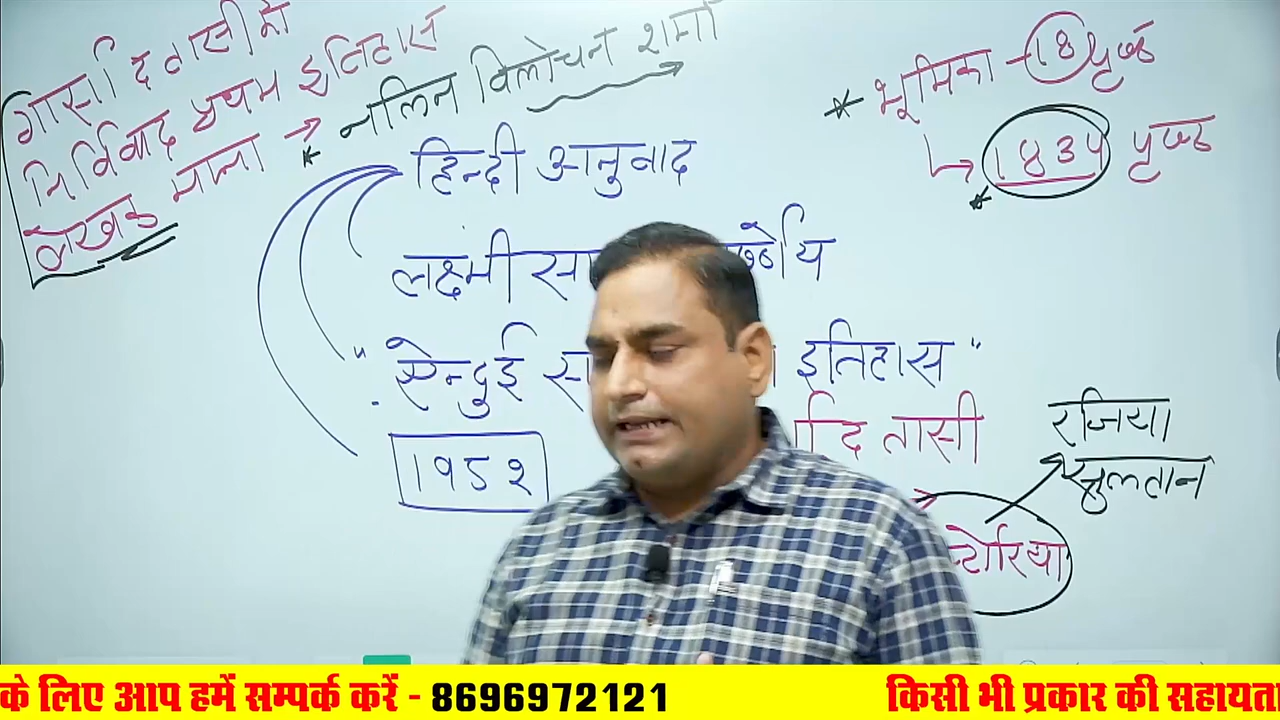 गार्सा द तासी को
निर्विवाद प्रथम इतिहास
लेखक माना → नलिन विलोचन शर्मा
हिन्दी अनुवाद
लक्ष्मी सा र्ष्णेय
"ऐन्दुई सा इतिहास"
१९५२
र्सा द तासी
भूमिका - 18 पृष्ठ
→ 1834 पृष्ठ
रजिया
सुल्तान
क्टोरिया
के लिए आप हमें सम्पर्क करें - 8696972121 किसी भी प्रकार की सहायता